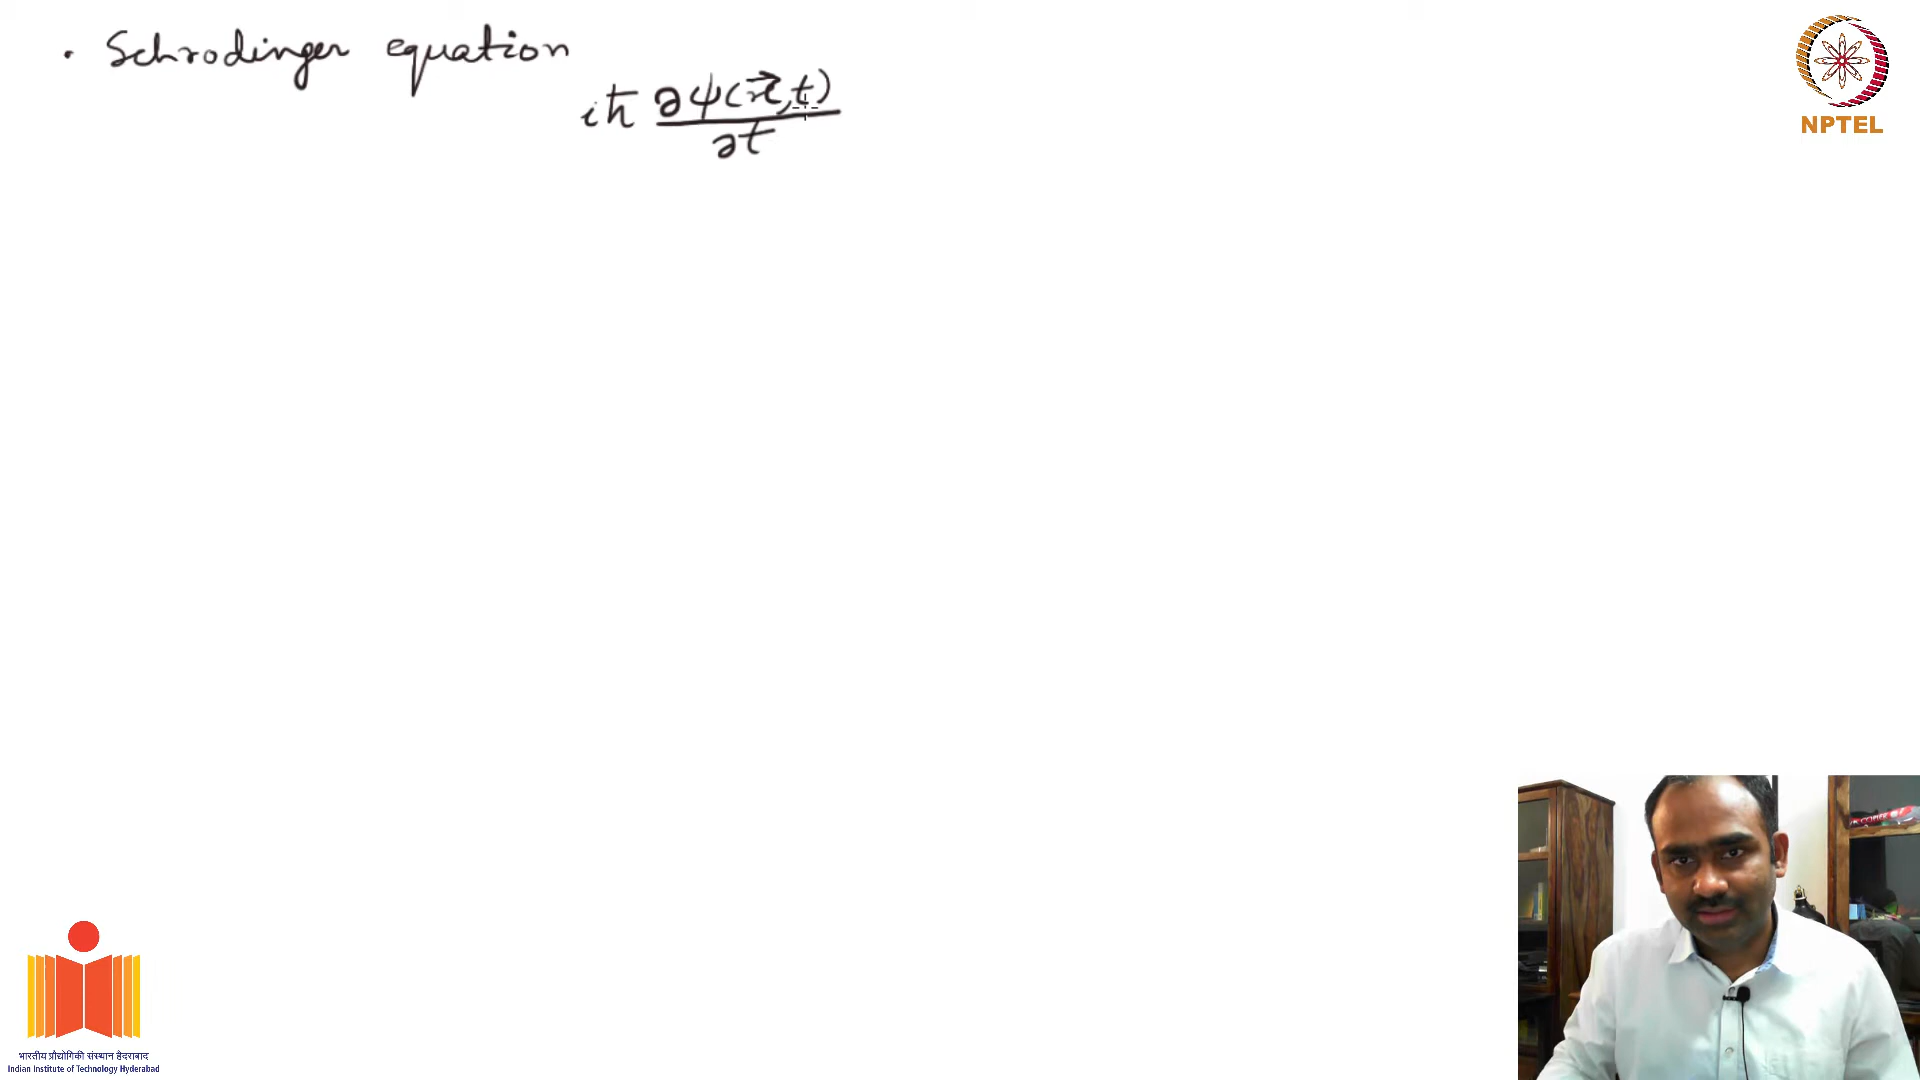 · Schrodinger equation
iħ ∂ψ(x⃗,t)
∂t
NPTEL
भारतीय प्रौद्योगिकी संस्थान हैदराबाद
Indian Institute of Technology Hyderabad